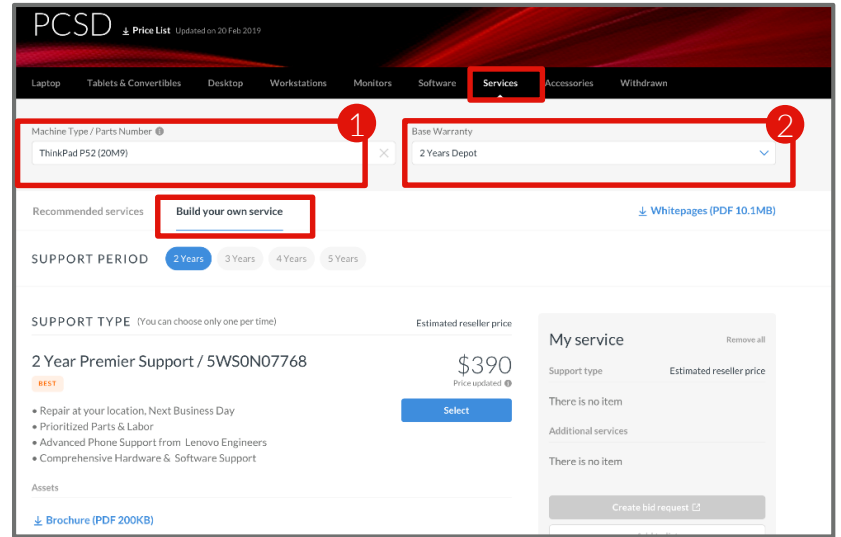 PCSD Price List Updated on 20 Feb 2019
Laptop Tablets & Convertibles Desktop Workstations Monitors Software Services Accessories Withdrawn
1
2
Machine Type / Parts Number Base Warranty
ThinkPad P52 (20M9) 2 Years Depot
Recommended services Build your own service Whitepages (PDF 10.1MB)
SUPPORT PERIOD 2 Years 3 Years 4 Years 5 Years
SUPPORT TYPE (You can choose only one per time) Estimated reseller price
2 Year Premier Support / 5WS0N07768 $390
BEST Price updated
• Repair at your location, Next Business Day Select
• Prioritized Parts & Labor
• Advanced Phone Support from Lenovo Engineers
• Comprehensive Hardware & Software Support
Assets
Brochure (PDF 200KB)
My service Remove all
Support type Estimated reseller price
There is no item
Additional services
There is no item
Create bid request